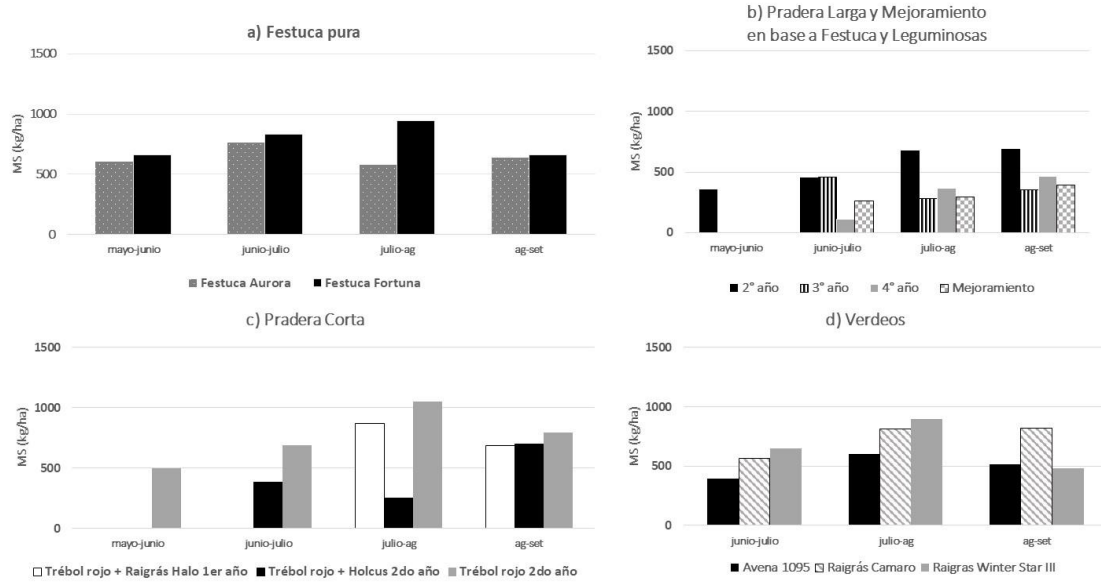 a) Festuca pura
1500
1000
500
0
MS (kg/ha)
mayo-junio junio-julio julio-ag ag-set
Festuca Aurora Festuca Fortuna
b) Pradera Larga y Mejoramiento
en base a Festuca y Leguminosas
1500
1000
500
0
MS (kg/ha)
mayo-junio junio-julio julio-ag ag-set
2° año 3° año 4° año Mejoramiento
c) Pradera Corta
1500
1000
500
0
MS (kg/ha)
mayo-junio junio-julio julio-ag ag-set
Trébol rojo + Raigrás Halo 1er año Trébol rojo + Holcus 2do año Trébol rojo 2do año
d) Verdeos
1500
1000
500
0
MS (kg/ha)
junio-julio julio-ag ag-set
Avena 1095 Raigrás Camaro Raigras Winter Star III